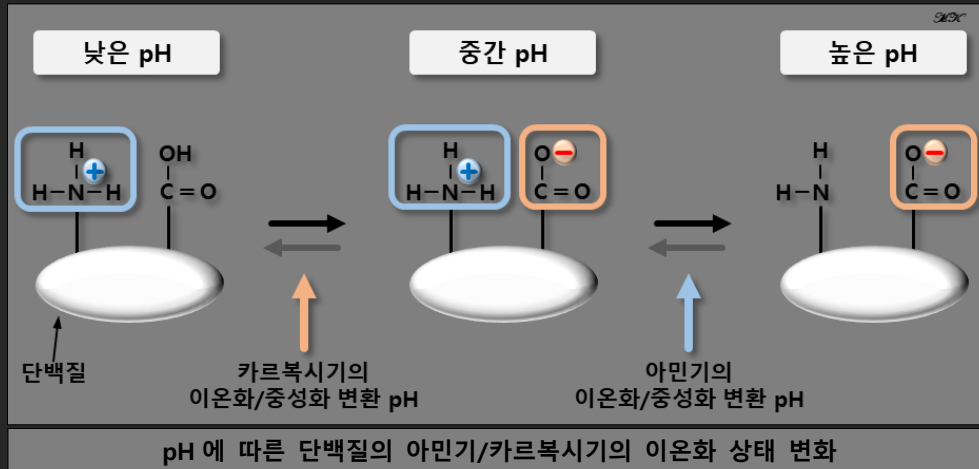 MK
낮은 pH
중간 pH
높은 pH
H
H-N-H
OH
C=O
H
H-N-H
O
C=O
H
H-N
O
C=O
단백질
카르복시기의
이온화/중성화 변환 pH
아민기의
이온화/중성화 변환 pH
pH 에 따른 단백질의 아민기/카르복시기의 이온화 상태 변화